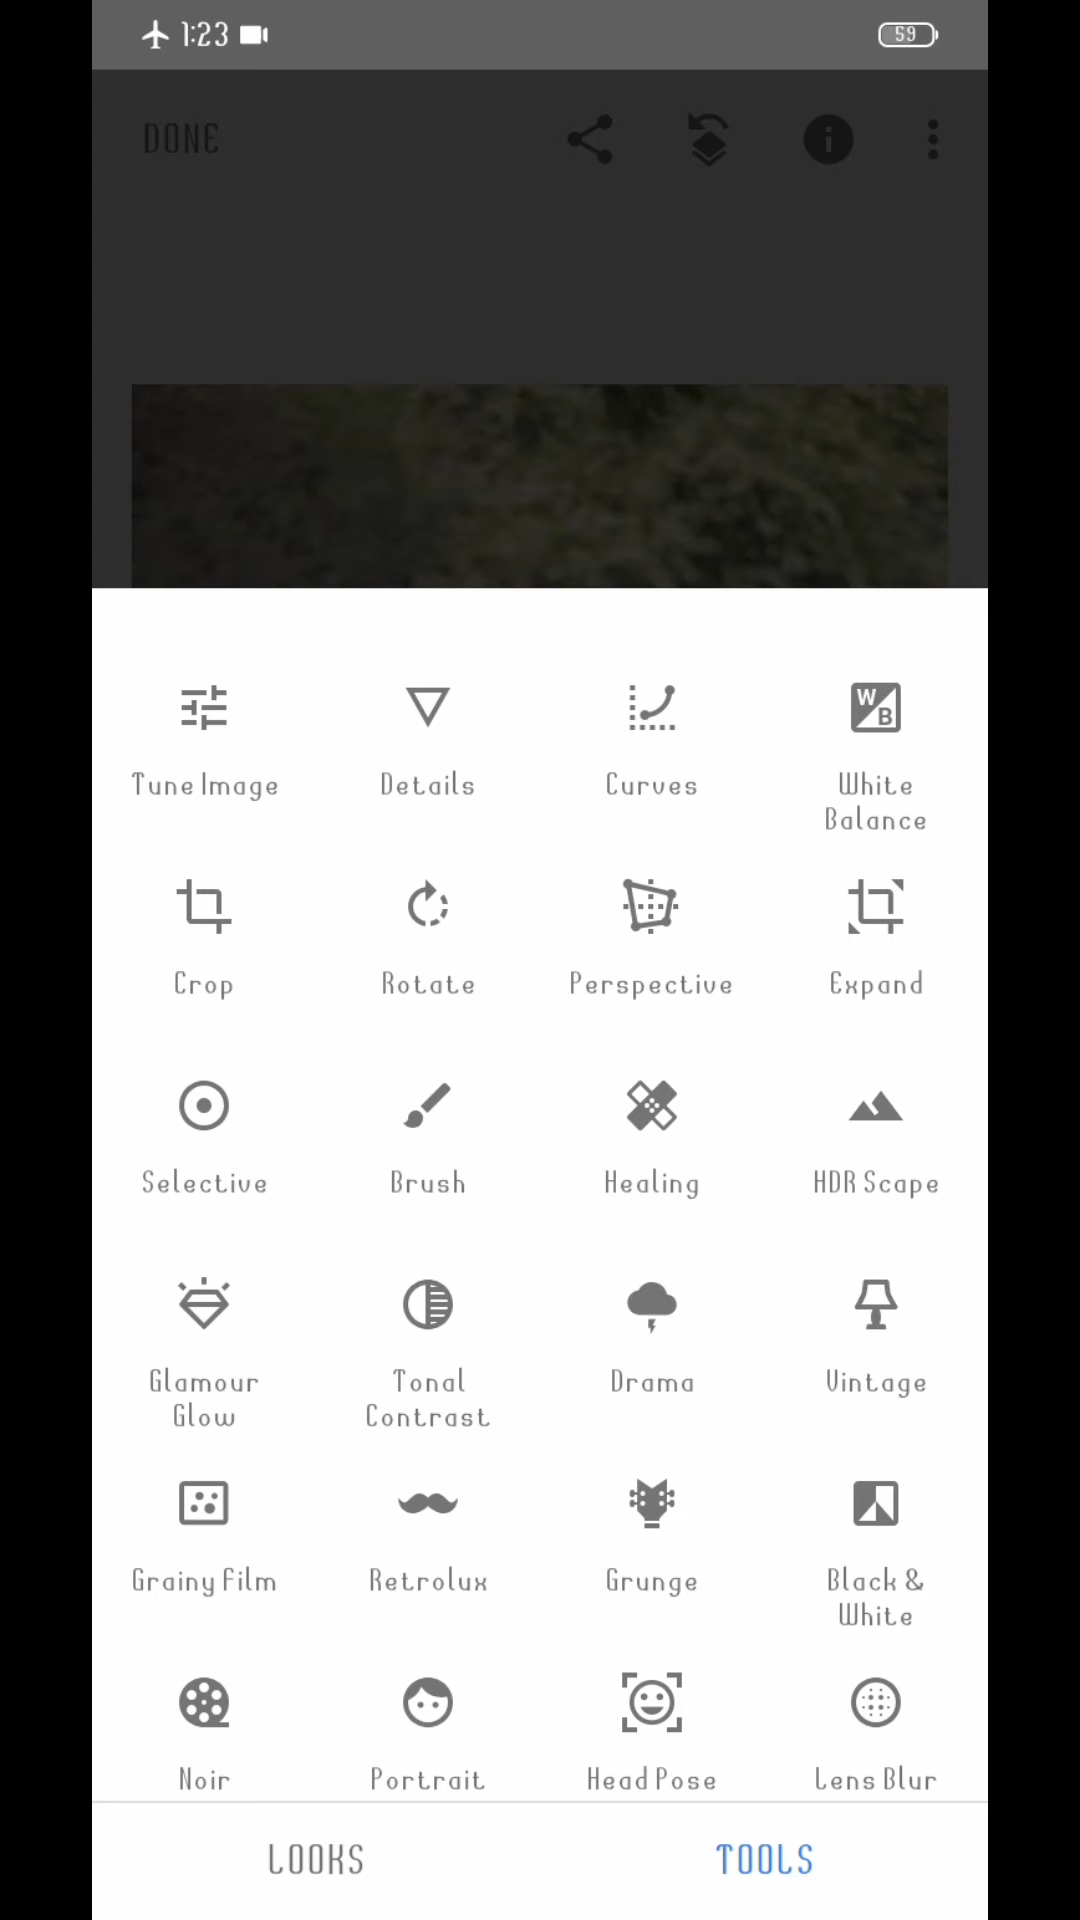 1:23
59
DONE
Tune Image Details Curves White Balance
Crop Rotate Perspective Expand
Selective Brush Healing HDR Scape
Glamour Glow Tonal Contrast Drama Vintage
Grainy Film Retrolux Grunge Black & White
Noir Portrait Head Pose Lens Blur
LOOKS TOOLS